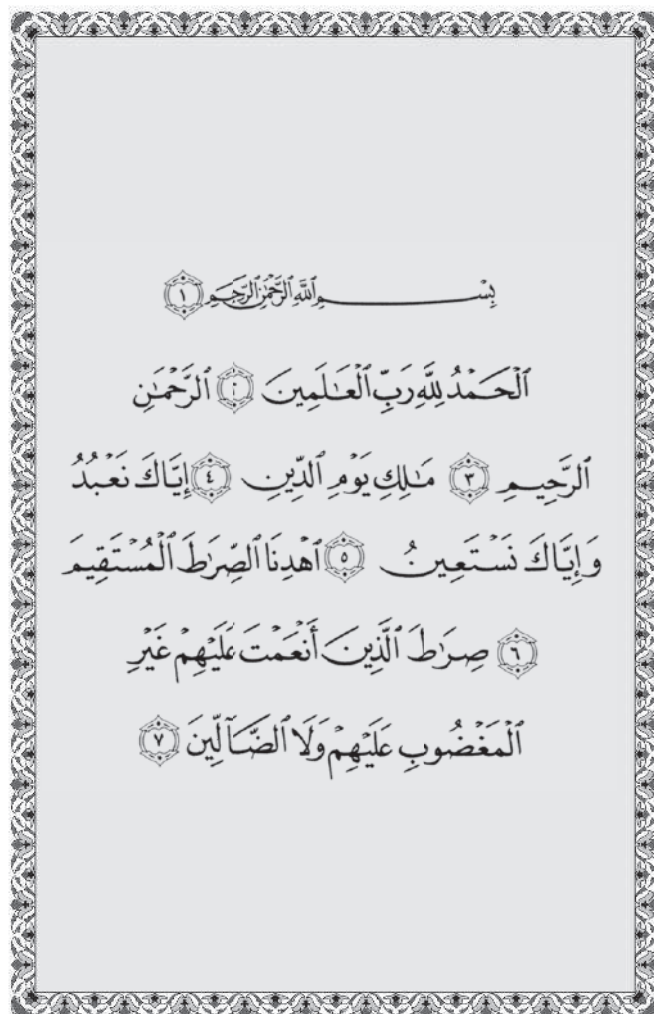 بِسْمِ ٱللَّهِ ٱلرَّحْمَٰنِ ٱلرَّحِيمِ ١
ٱلْحَمْدُ لِلَّهِ رَبِّ ٱلْعَٰلَمِينَ ٢ ٱلرَّحْمَٰنِ
ٱلرَّحِيمِ ٣ مَٰلِكِ يَوْمِ ٱلدِّينِ ٤ إِيَّاكَ نَعْبُدُ
وَإِيَّاكَ نَسْتَعِينُ ٥ ٱهْدِنَا ٱلصِّرَٰطَ ٱلْمُسْتَقِيمَ
٦ صِرَٰطَ ٱلَّذِينَ أَنْعَمْتَ عَلَيْهِمْ غَيْرِ
ٱلْمَغْضُوبِ عَلَيْهِمْ وَلَا ٱلضَّآلِّينَ ٧